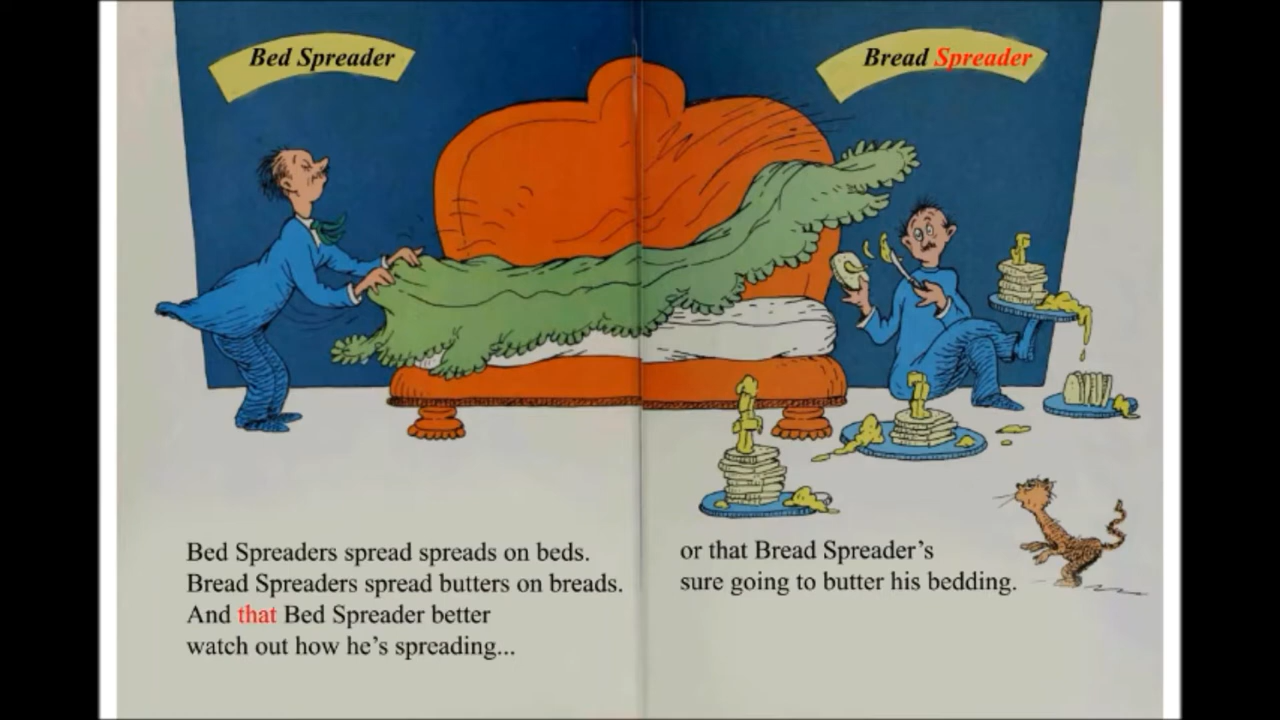 Bed Spreader
Bread Spreader
Bed Spreaders spread spreads on beds.
Bread Spreaders spread butters on breads.
And that Bed Spreader better
watch out how he’s spreading...
or that Bread Spreader’s
sure going to butter his bedding.